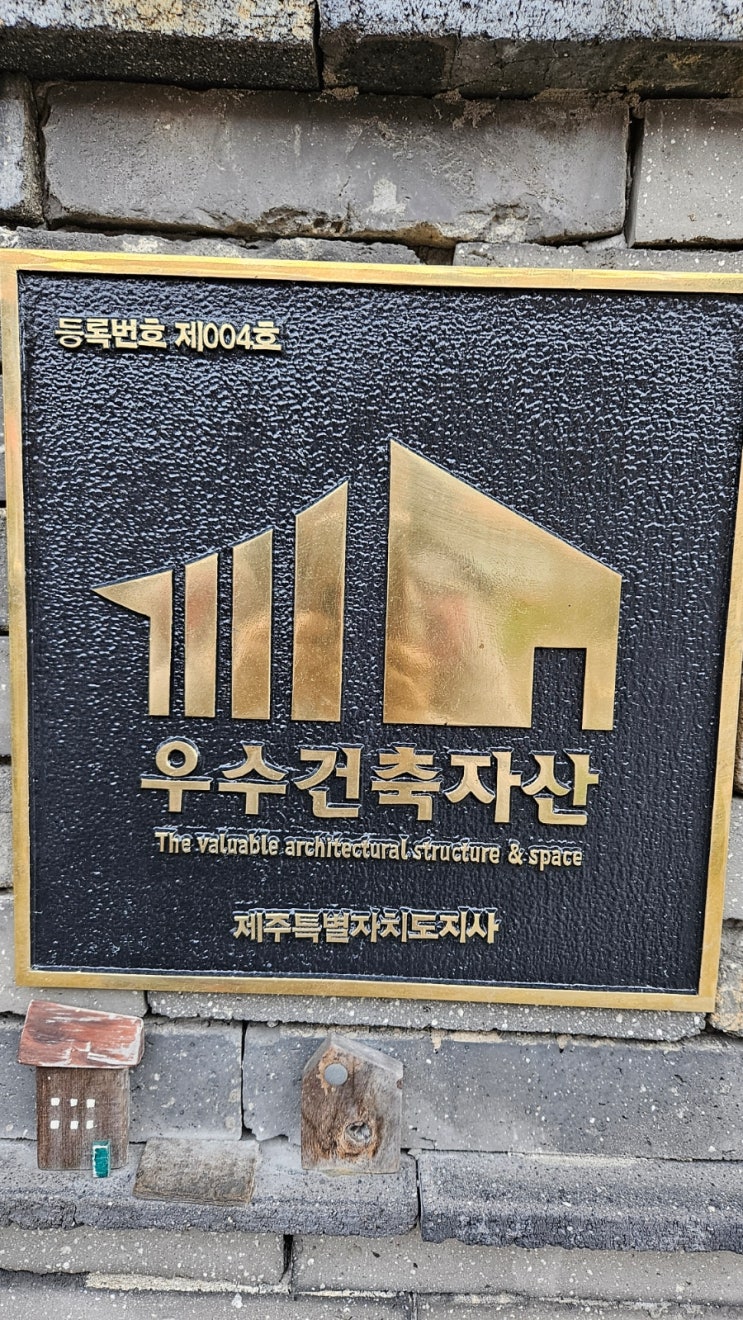 등록번호 제004호
우수건축자산
The valuable architectural structure & space
제주특별자치도지사